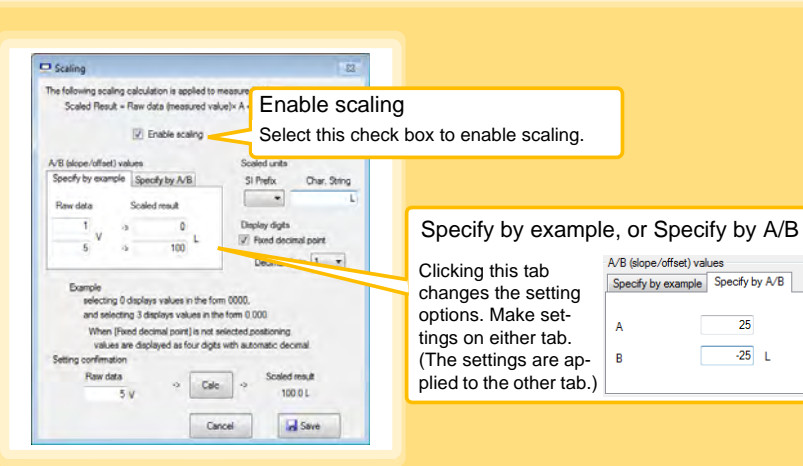 Scaling
The following scaling calculation is applied to measure
Scaled Result = Raw data (measured value)× A +
Enable scaling
Enable scaling
Select this check box to enable scaling.
A/B (slope/offset) values
Specify by example Specify by A/B
Raw data Scaled result
1 V -> 0 L
5 -> 100
Scaled units
SI Prefix Char. String
L
Display digits
Fixed decimal point
1
Specify by example, or Specify by A/B
Clicking this tab
changes the setting
options. Make set-
tings on either tab.
(The settings are ap-
plied to the other tab.)
A/B (slope/offset) values
Specify by example Specify by A/B
A 25
B -25 L
Example
selecting 0 displays values in the form 0000.
and selecting 3 displays values in the form 0.000
When [Fixed decimal point] is not selected,positioning
values are displayed as four digits with automatic decimal
Setting confirmation
Raw data Scaled result
5 V -> Calc -> 100.0 L
Cancel Save